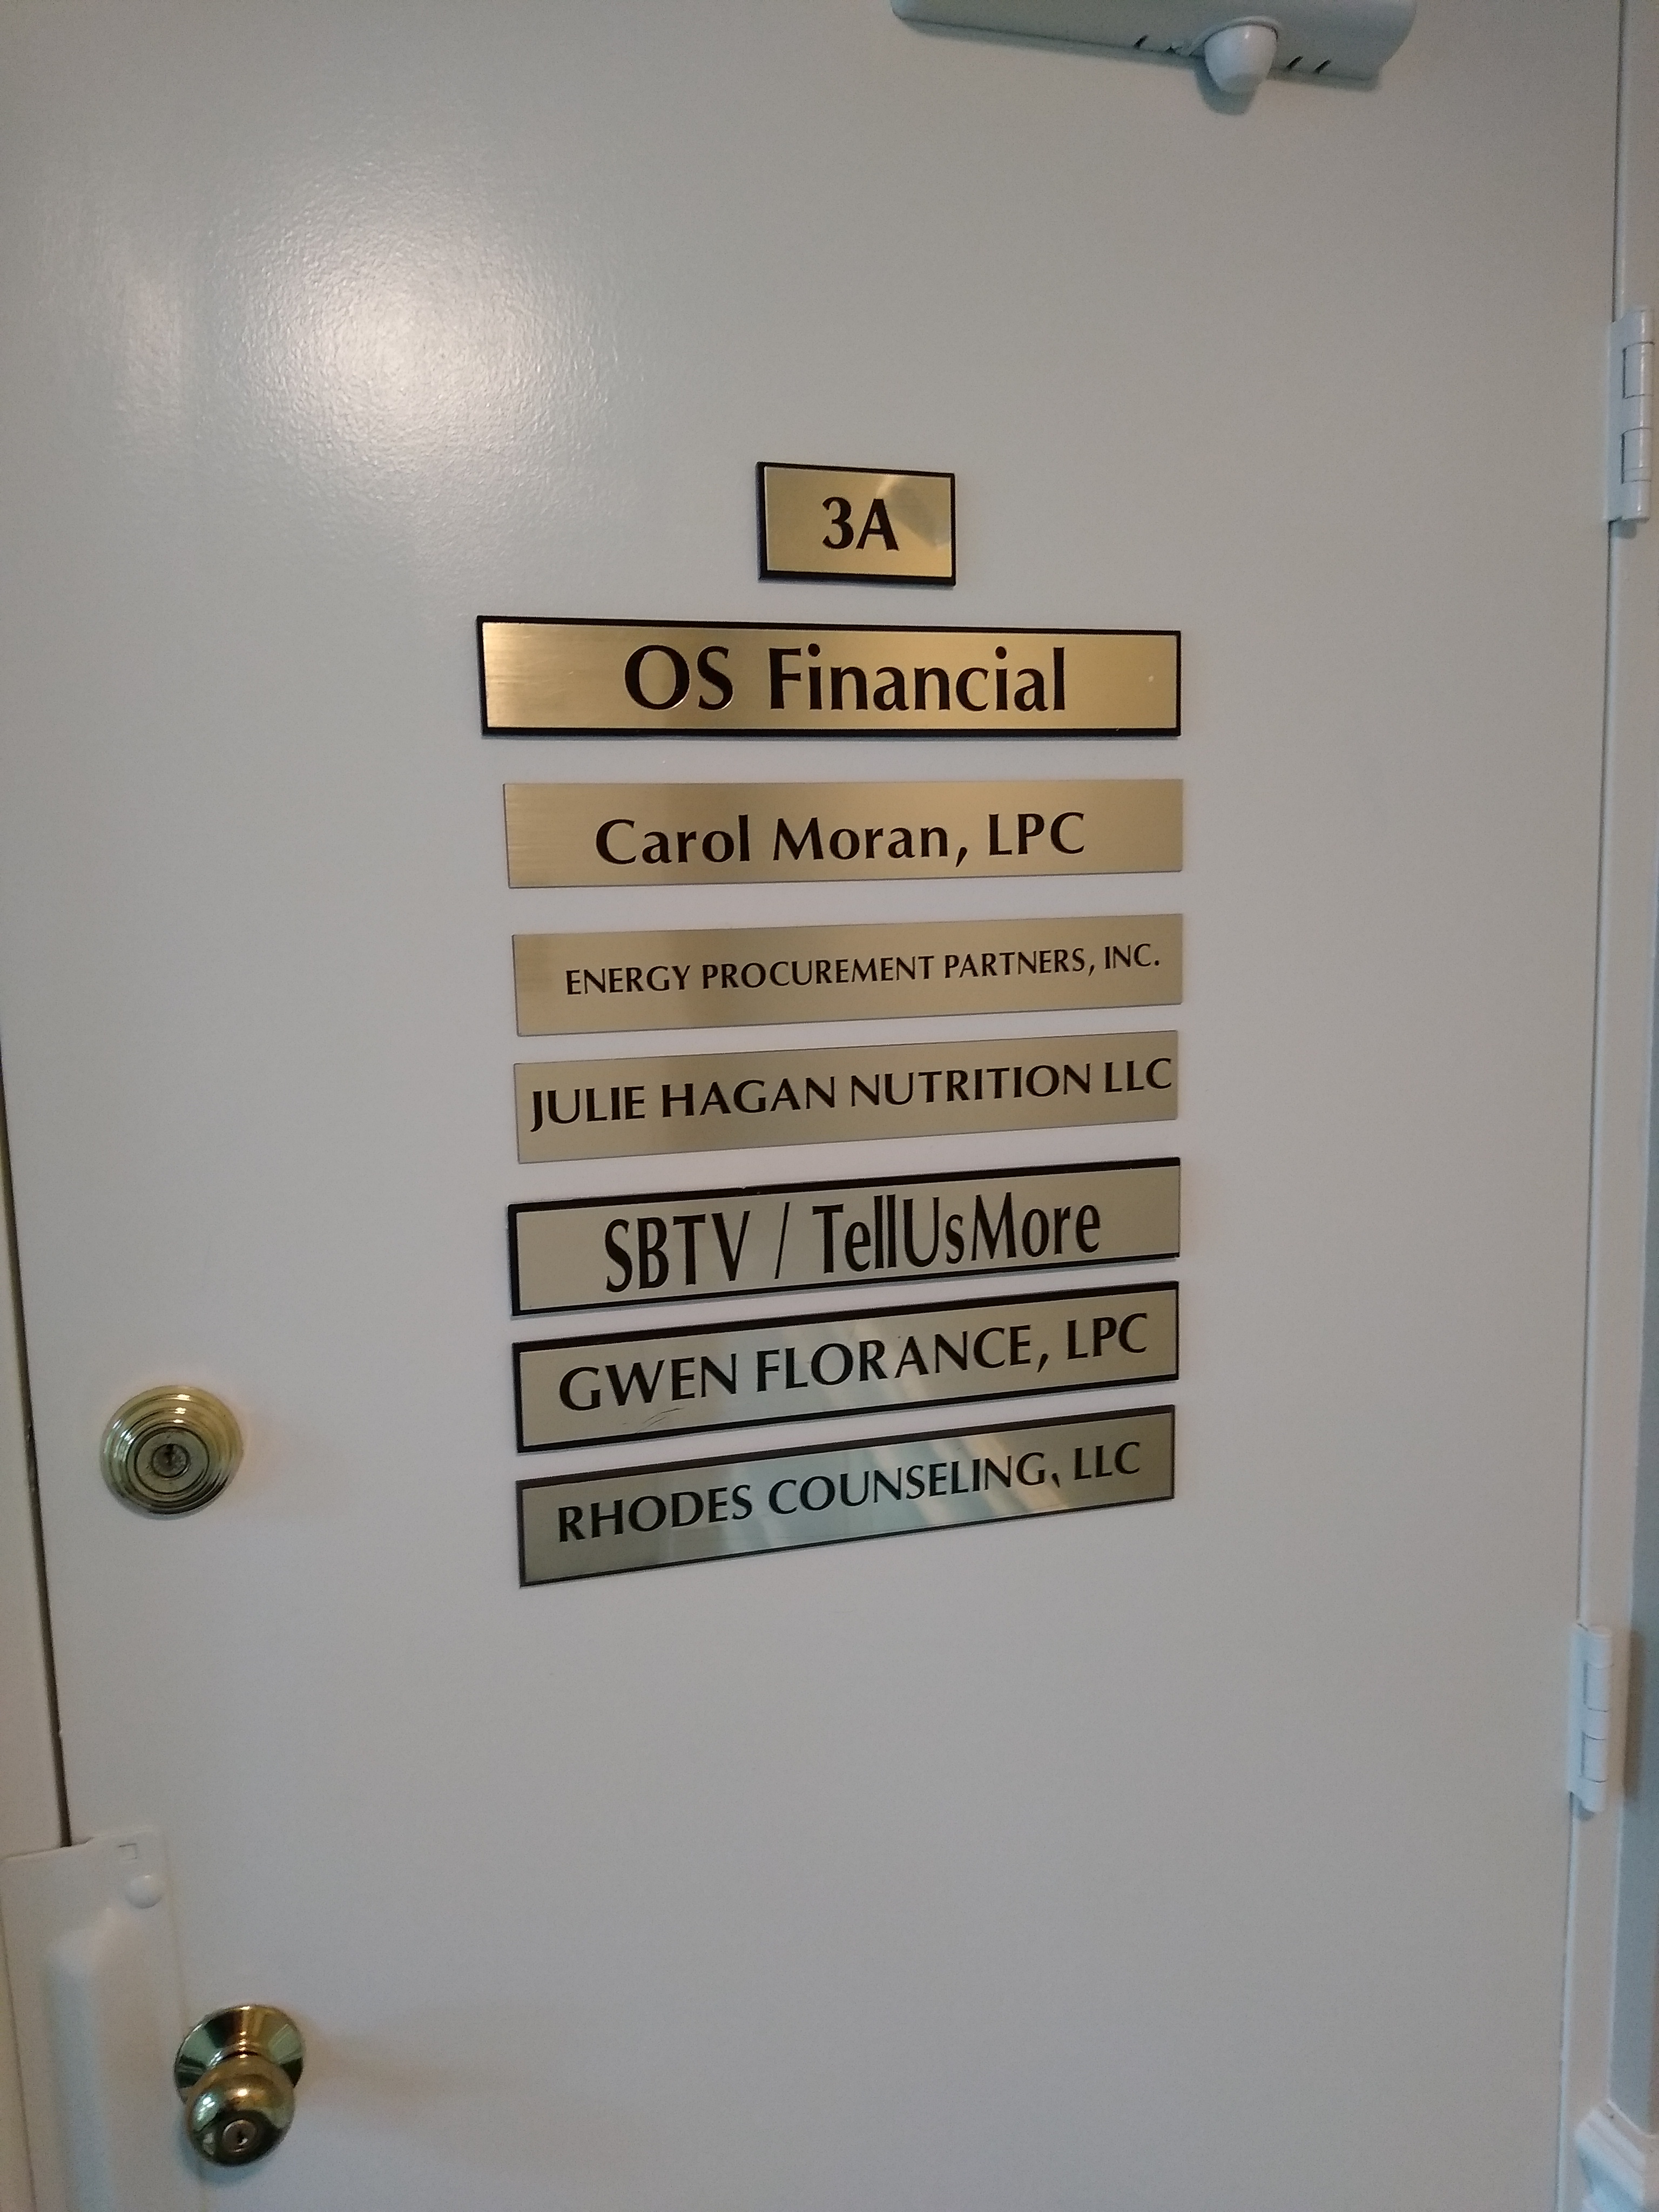 3A
OS Financial
Carol Moran, LPC
ENERGY PROCUREMENT PARTNERS, INC.
JULIE HAGAN NUTRITION LLC
SBTV / TellUsMore
GWEN FLORANCE, LPC
RHODES COUNSELING, LLC